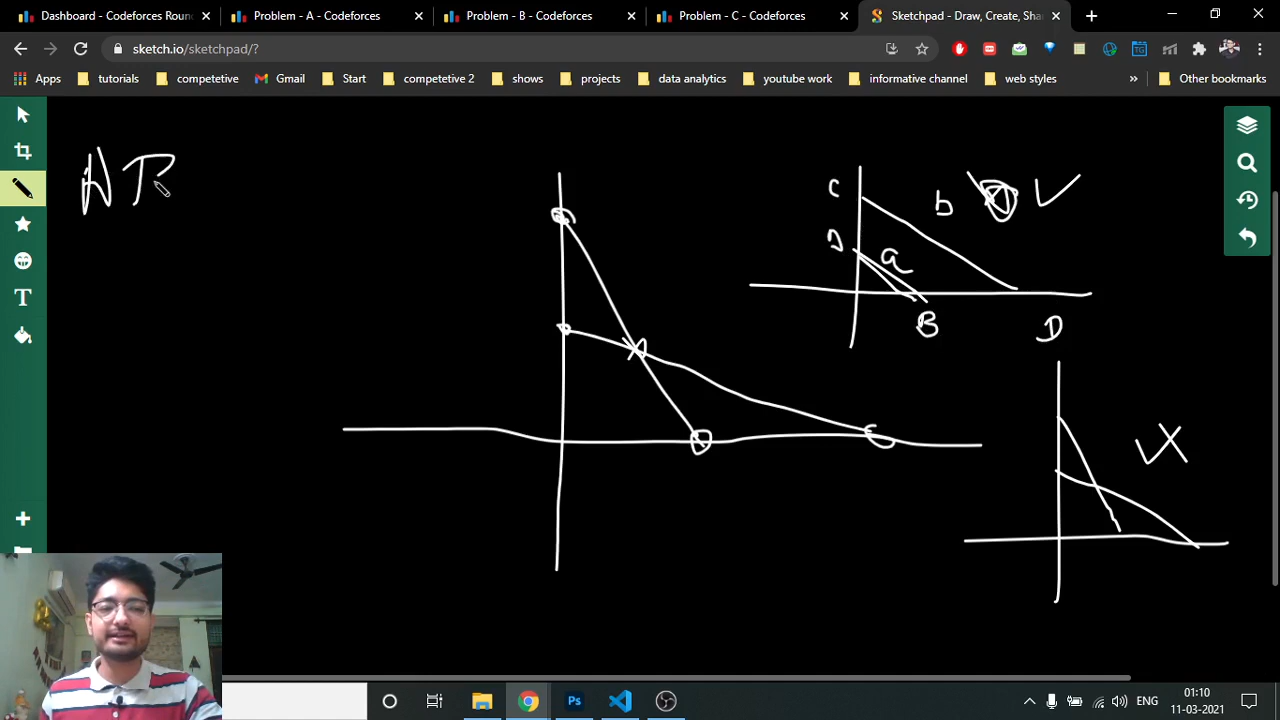 Dashboard - Codeforces Roun
Problem - A - Codeforces
Problem - B - Codeforces
Problem - C - Codeforces
Sketchpad - Draw, Create, Sha
sketch.io/sketchpad/?
Apps
tutorials
competetive
Gmail
Start
competetive 2
shows
projects
data analytics
youtube work
informative channel
web styles
»
Other bookmarks
C
b
D
a
B
D
ENG
01:10
11-03-2021